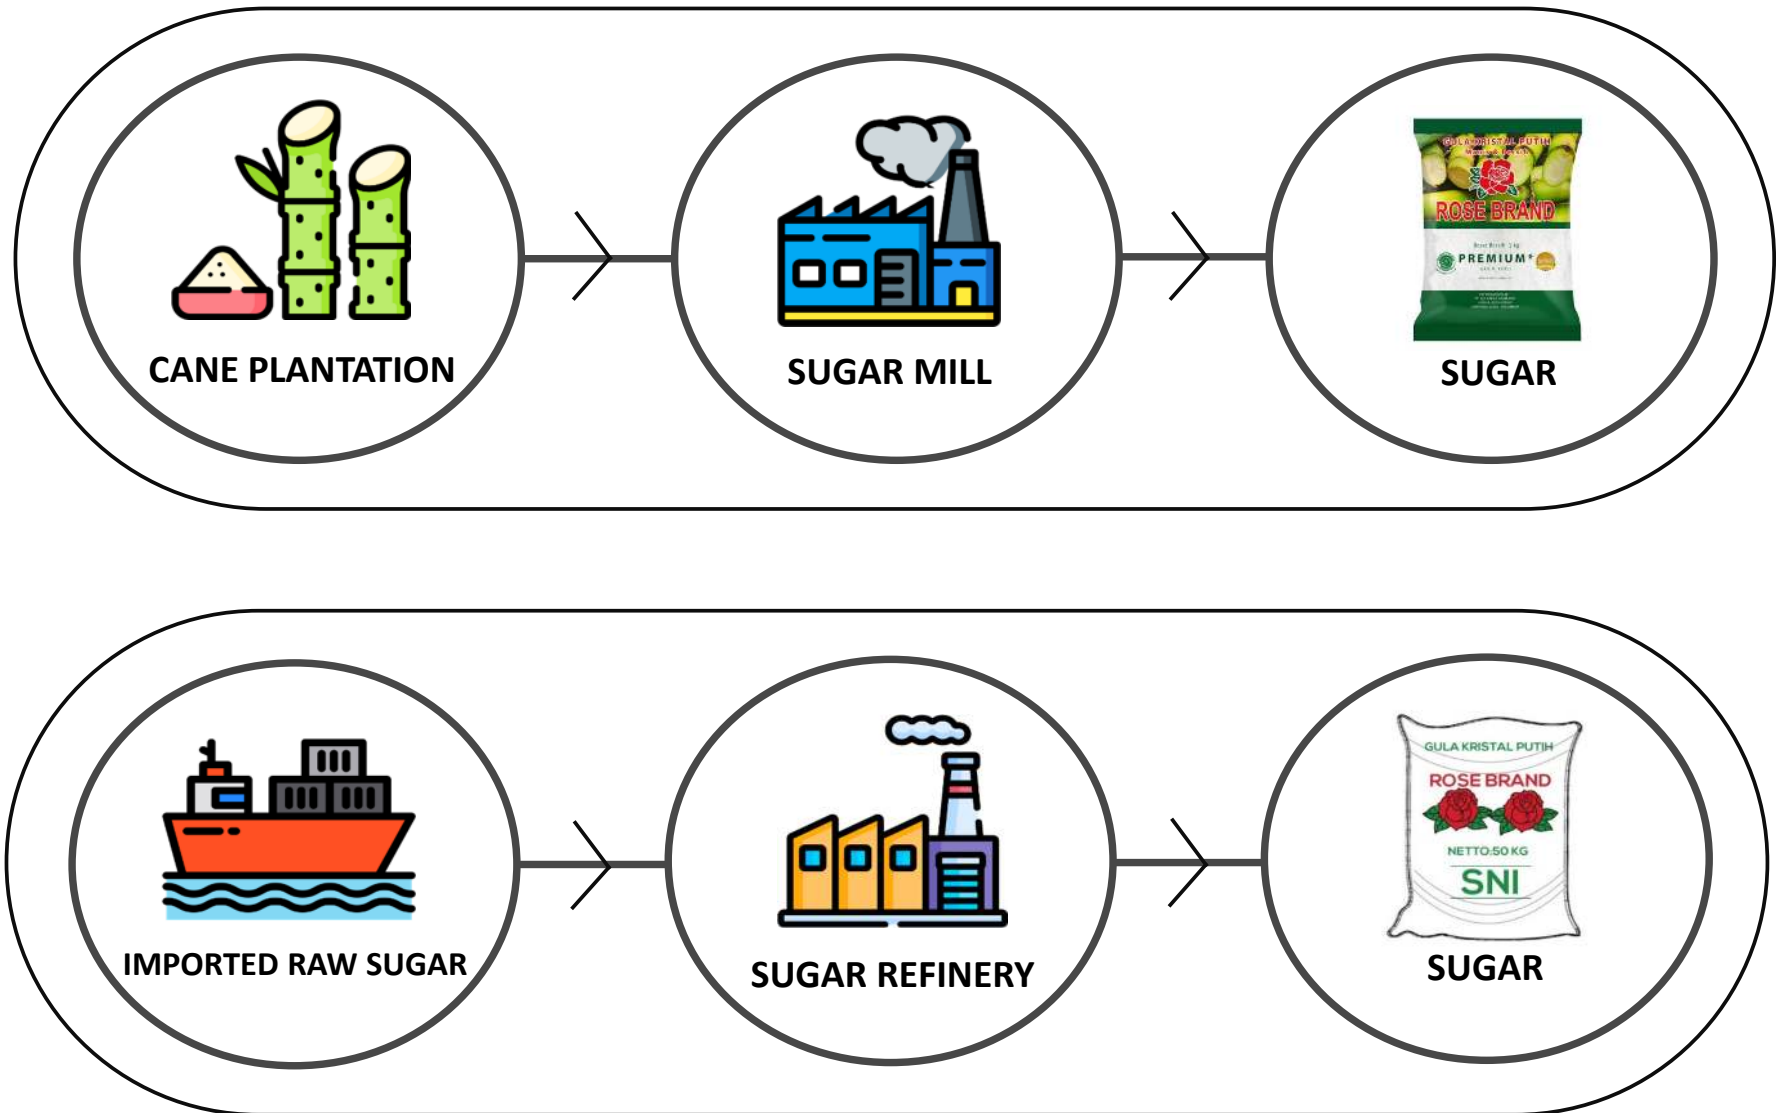 GULA KRISTAL PUTIH
ROSE BRAND
PREMIUM*
CANE PLANTATION
SUGAR MILL
SUGAR
GULA KRISTAL PUTIH
ROSE BRAND
NETTO:50 KG
SNI
IMPORTED RAW SUGAR
SUGAR REFINERY
SUGAR